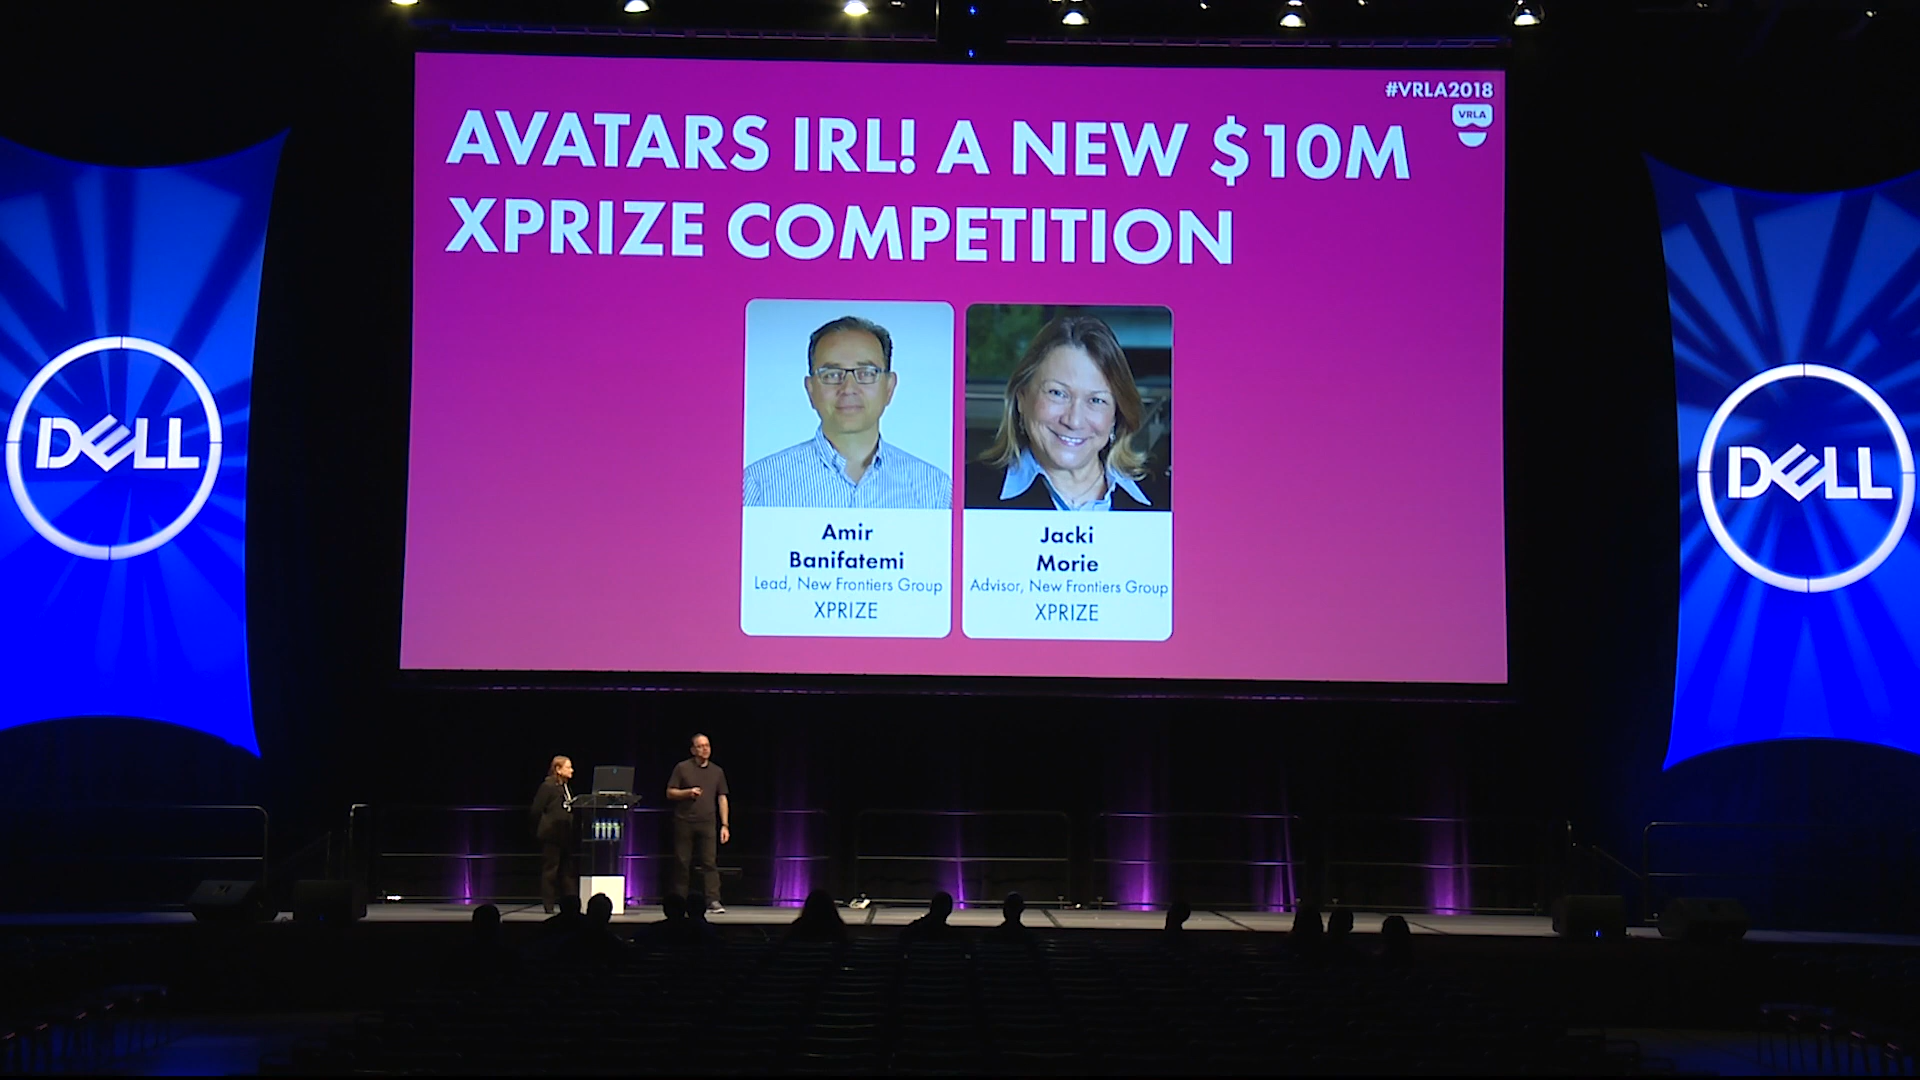 #VRLA2018
VRLA
AVATARS IRL! A NEW $10M
XPRIZE COMPETITION
Amir
Banifatemi
Lead, New Frontiers Group
XPRIZE
Jacki
Morie
Advisor, New Frontiers Group
XPRIZE
DELL
DELL